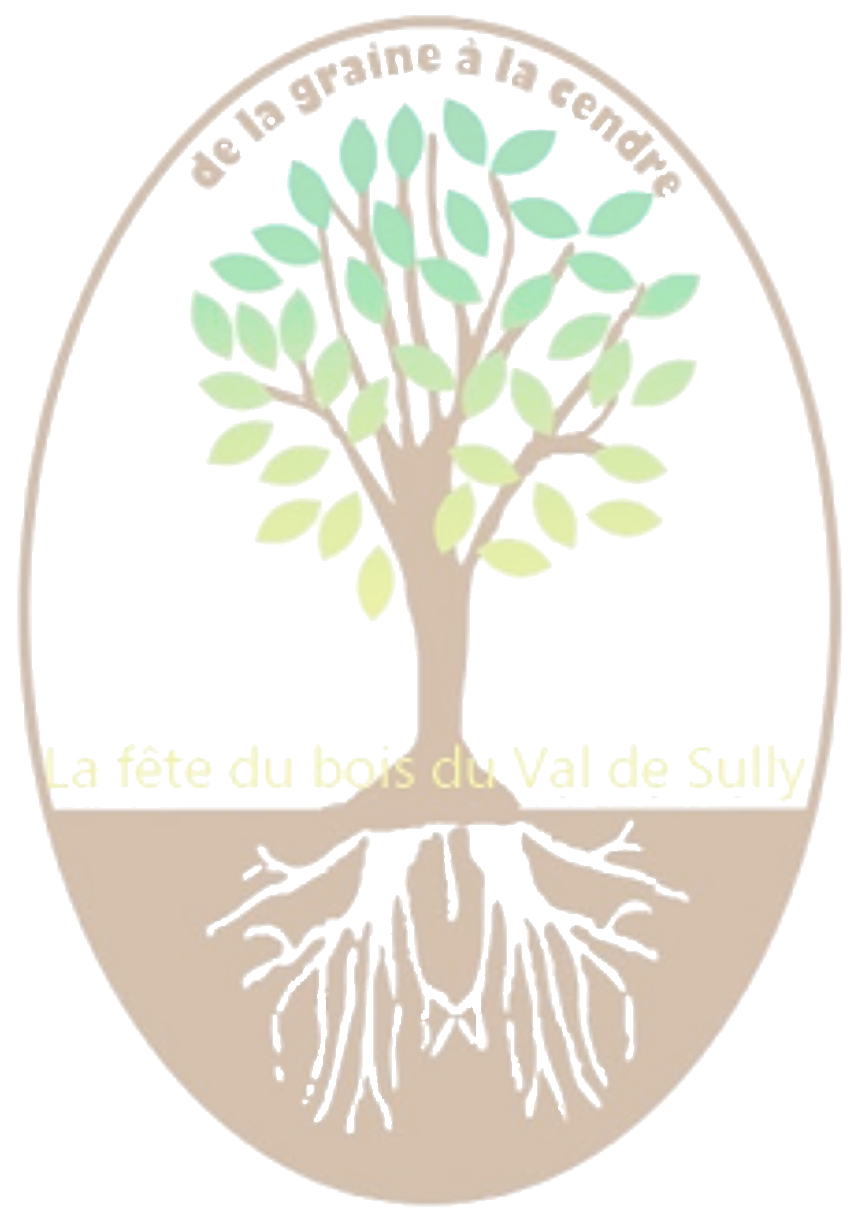 de la graine à la cendre
La fête du bois du Val de Sully